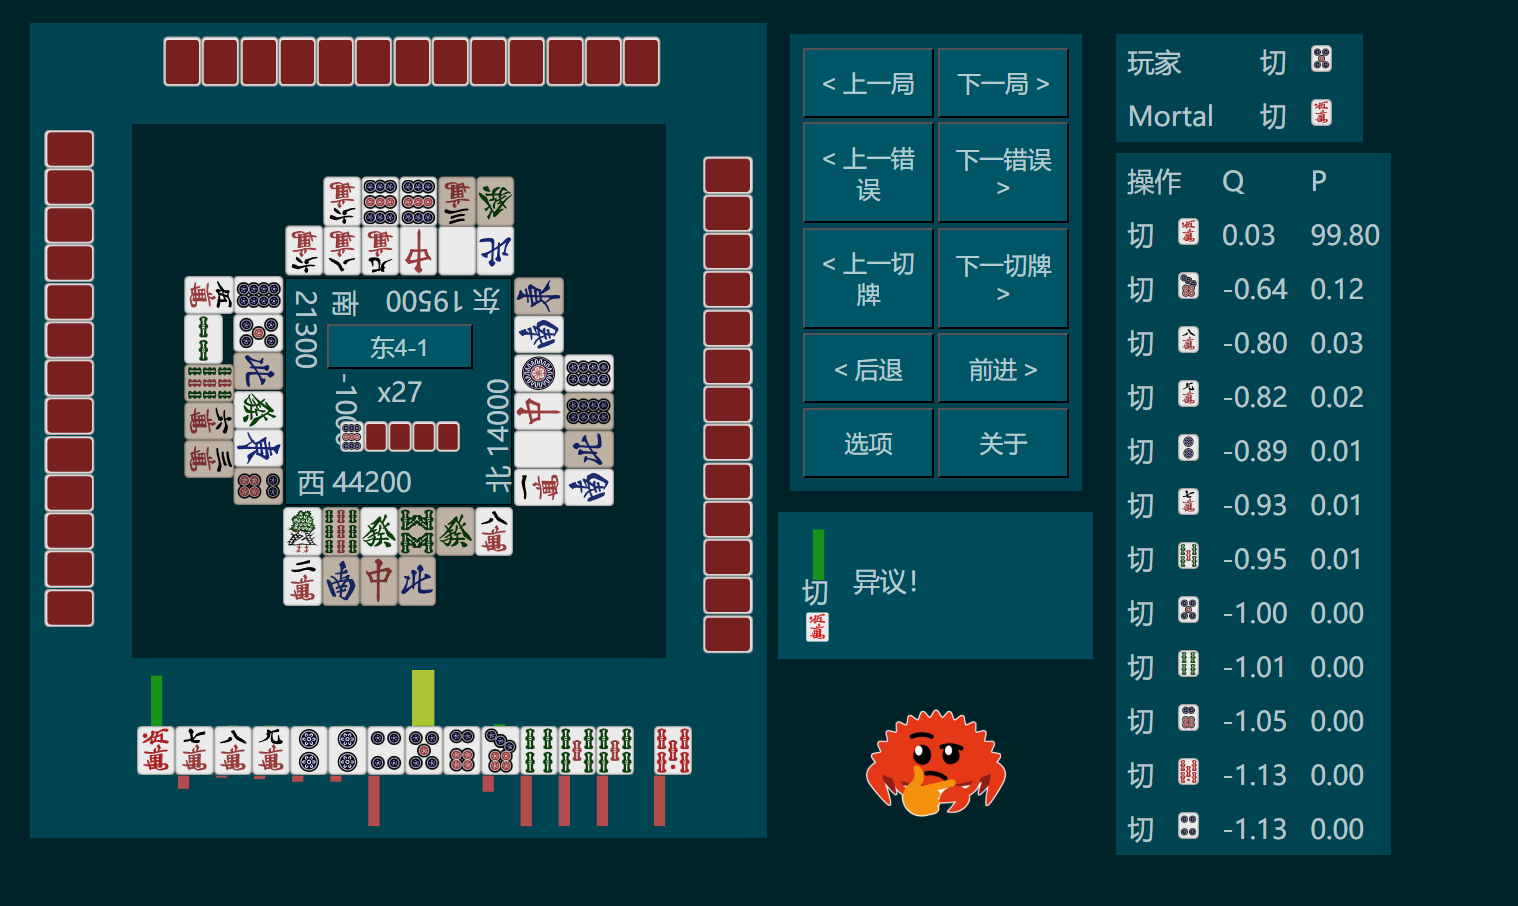 南 21300
东 19500
东4-1
x27
-1000
西 44200
北 14000
< 上一局
下一局 >
< 上一错误
下一错误 >
< 上一切牌
下一切牌 >
< 后退
前进 >
选项
关于
切
异议！
玩家 切
Mortal 切
操作 Q P
切 0.03 99.80
切 -0.64 0.12
切 -0.80 0.03
切 -0.82 0.02
切 -0.89 0.01
切 -0.93 0.01
切 -0.95 0.01
切 -1.00 0.00
切 -1.01 0.00
切 -1.05 0.00
切 -1.13 0.00
切 -1.13 0.00